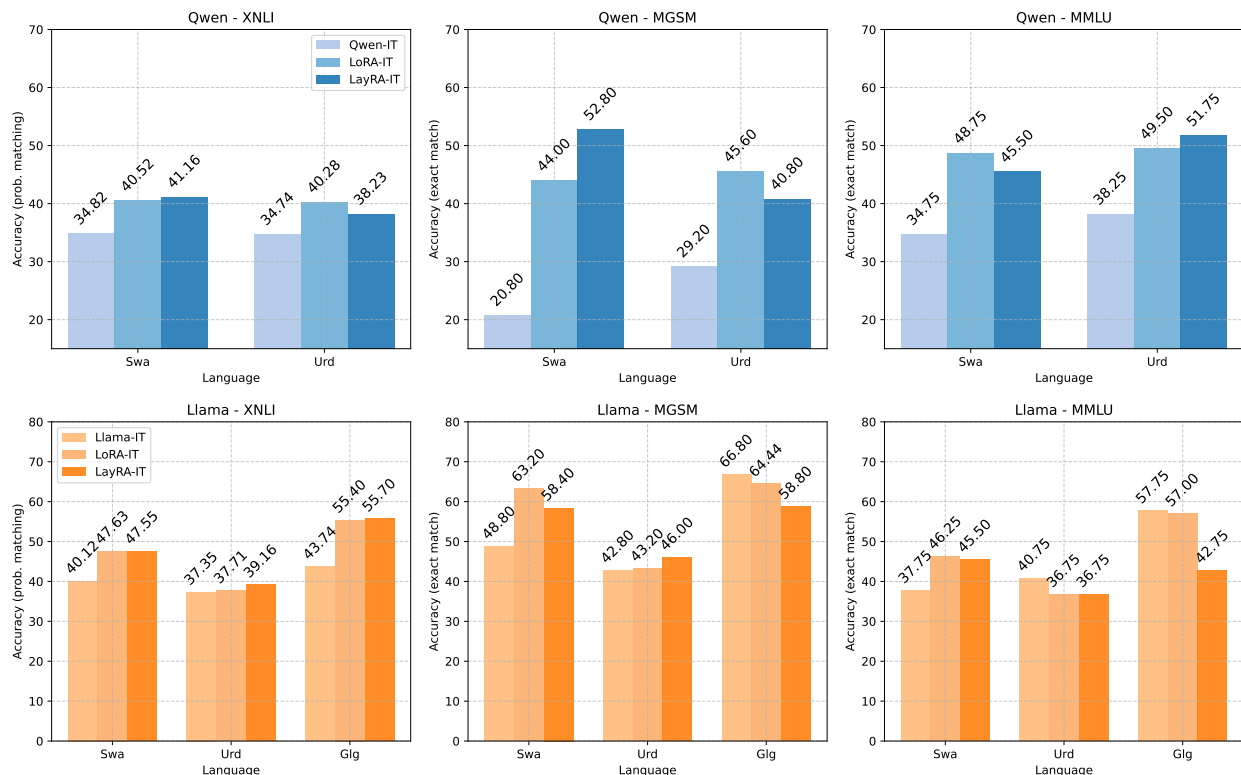 Qwen - XNLI
Accuracy (prob. matching)
70
60
50
40
30
20
Qwen-IT
LoRA-IT
LayRA-IT
34.82
40.52
41.16
34.74
40.28
38.23
Swa
Urd
Language
Qwen - MGSM
Accuracy (exact match)
70
60
50
40
30
20
20.80
44.00
52.80
29.20
45.60
40.80
Swa
Urd
Language
Qwen - MMLU
Accuracy (exact match)
70
60
50
40
30
20
34.75
48.75
45.50
38.25
49.50
51.75
Swa
Urd
Language
Llama - XNLI
Accuracy (prob. matching)
80
70
60
50
40
30
20
10
0
Llama-IT
LoRA-IT
LayRA-IT
40.12
47.63
47.55
37.35
37.71
39.16
43.74
55.40
55.70
Swa
Urd
Glg
Language
Llama - MGSM
Accuracy (exact match)
80
70
60
50
40
30
20
10
0
48.80
63.20
58.40
42.80
43.20
46.00
66.80
64.44
58.80
Swa
Urd
Glg
Language
Llama - MMLU
Accuracy (exact match)
80
70
60
50
40
30
20
10
0
37.75
46.25
45.50
40.75
36.75
36.75
57.75
57.00
42.75
Swa
Urd
Glg
Language